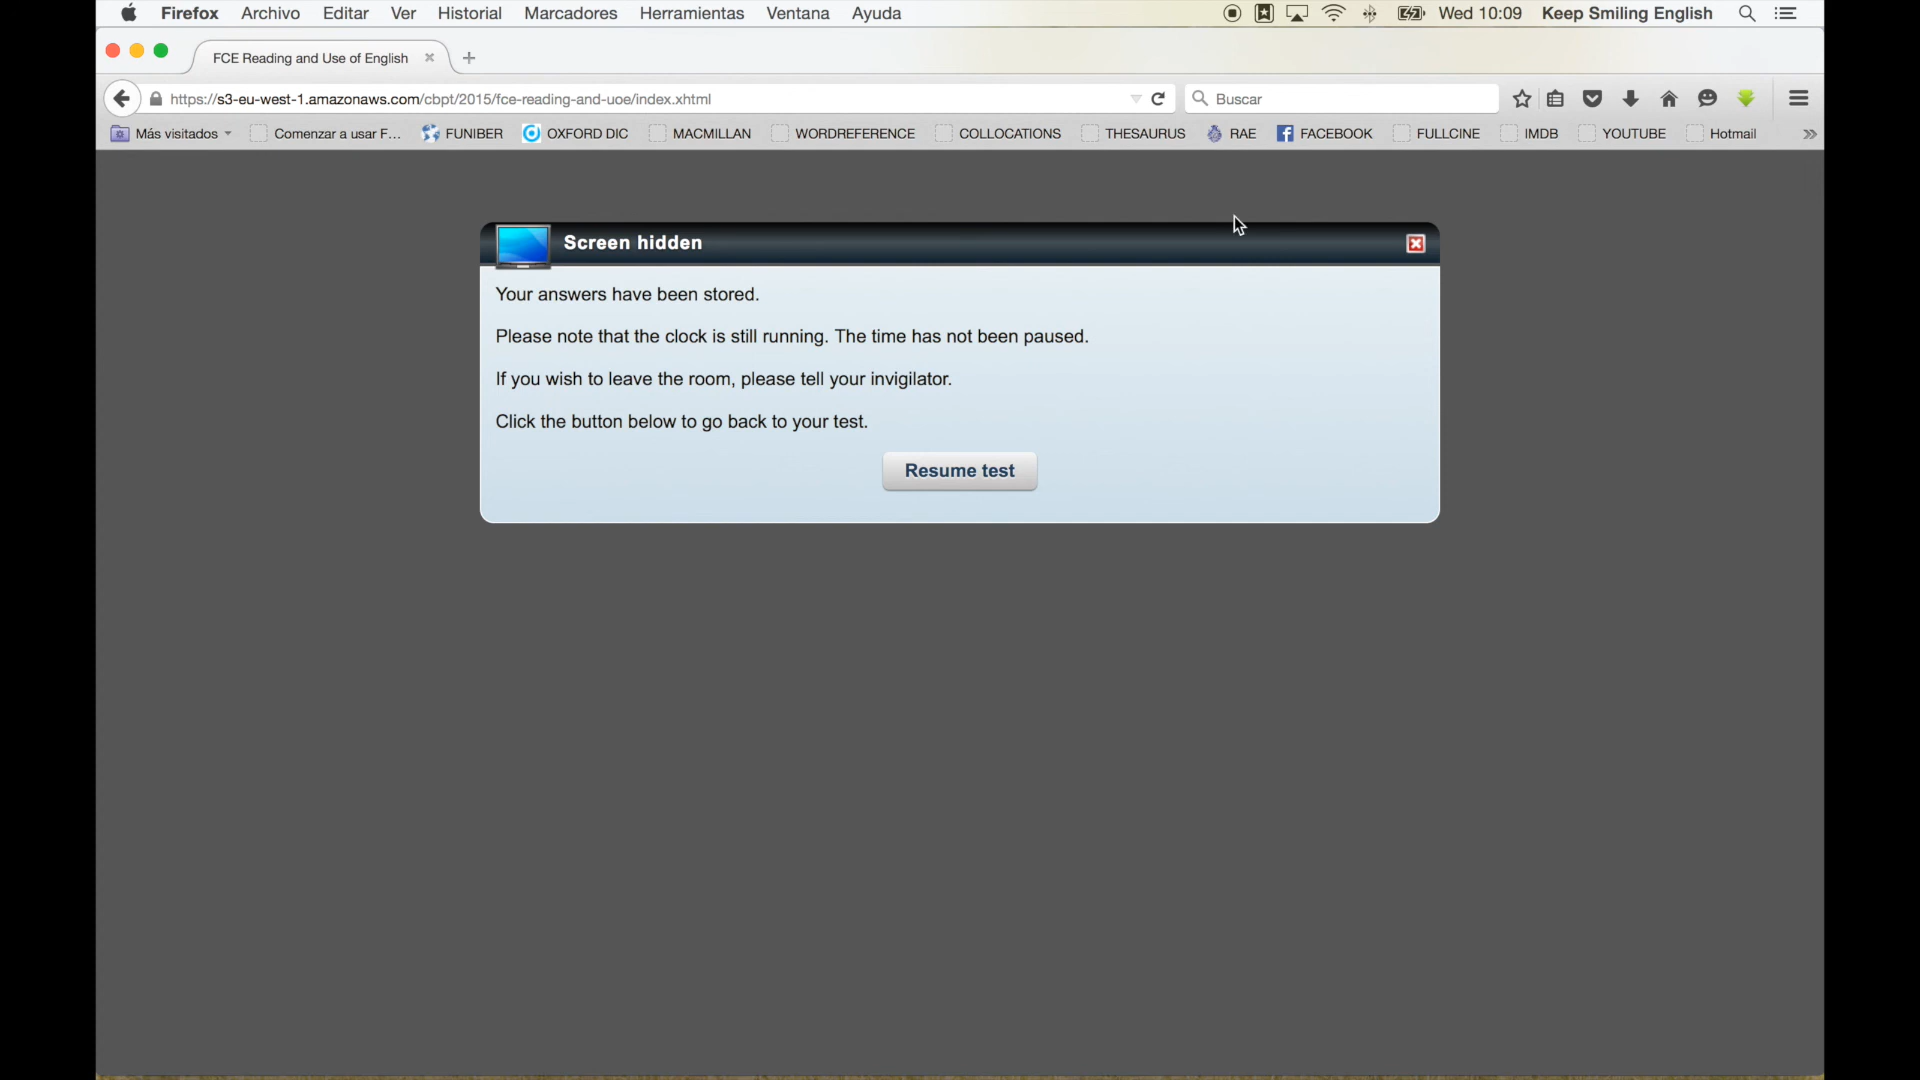 Firefox Archivo Editar Ver Historial Marcadores Herramientas Ventana Ayuda Wed 10:09 Keep Smiling English
FCE Reading and Use of English
https://s3-eu-west-1.amazonaws.com/cbpt/2015/fce-reading-and-uoe/index.xhtml Buscar
Más visitados Comenzar a usar F... FUNIBER OXFORD DIC MACMILLAN WORDREFERENCE COLLOCATIONS THESAURUS RAE FACEBOOK FULLCINE IMDB YOUTUBE Hotmail
Screen hidden
Your answers have been stored.
Please note that the clock is still running. The time has not been paused.
If you wish to leave the room, please tell your invigilator.
Click the button below to go back to your test.
Resume test